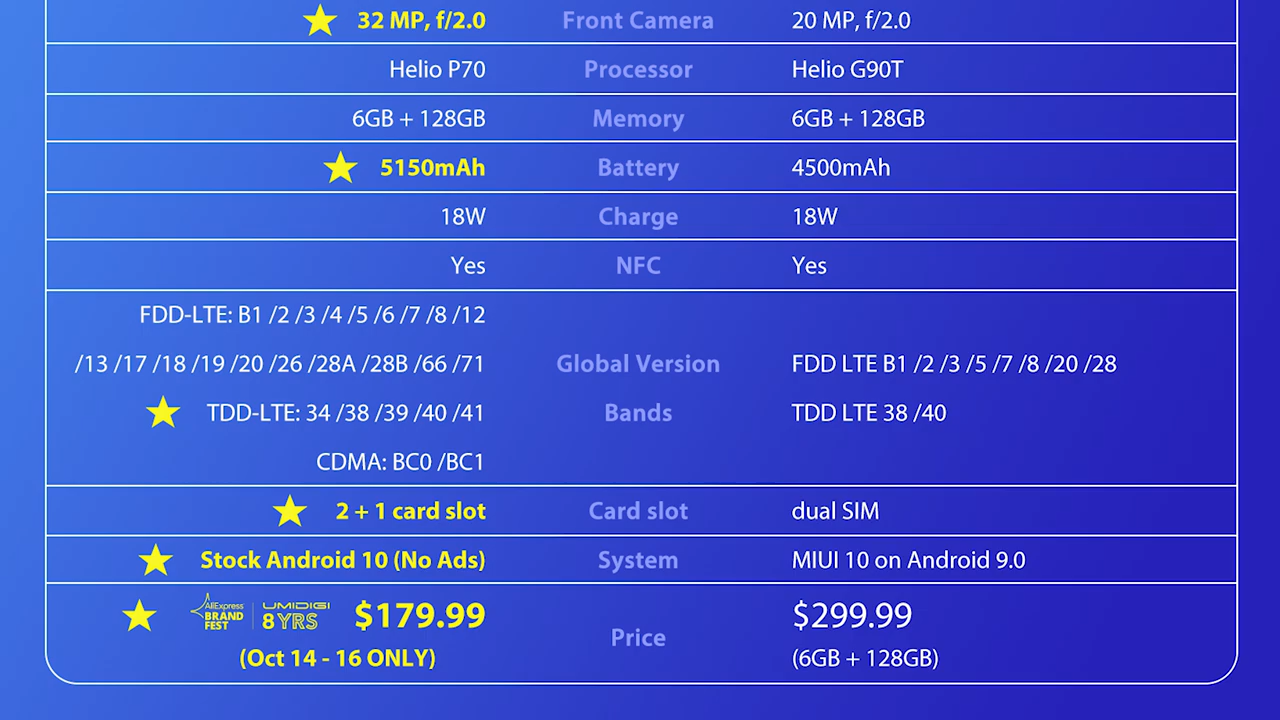 32 MP, f/2.0 Front Camera 20 MP, f/2.0
Helio P70 Processor Helio G90T
6GB + 128GB Memory 6GB + 128GB
5150mAh Battery 4500mAh
18W Charge 18W
Yes NFC Yes
FDD-LTE: B1 /2 /3 /4 /5 /6 /7 /8 /12
/13 /17 /18 /19 /20 /26 /28A /28B /66 /71 Global Version FDD LTE B1 /2 /3 /5 /7 /8 /20 /28
TDD-LTE: 34 /38 /39 /40 /41 Bands TDD LTE 38 /40
CDMA: BC0 /BC1
2 + 1 card slot Card slot dual SIM
Stock Android 10 (No Ads) System MIUI 10 on Android 9.0
AliExpress BRAND FEST UMIDIGI 8 YRS $179.99 $299.99
Price
(Oct 14 - 16 ONLY) (6GB + 128GB)